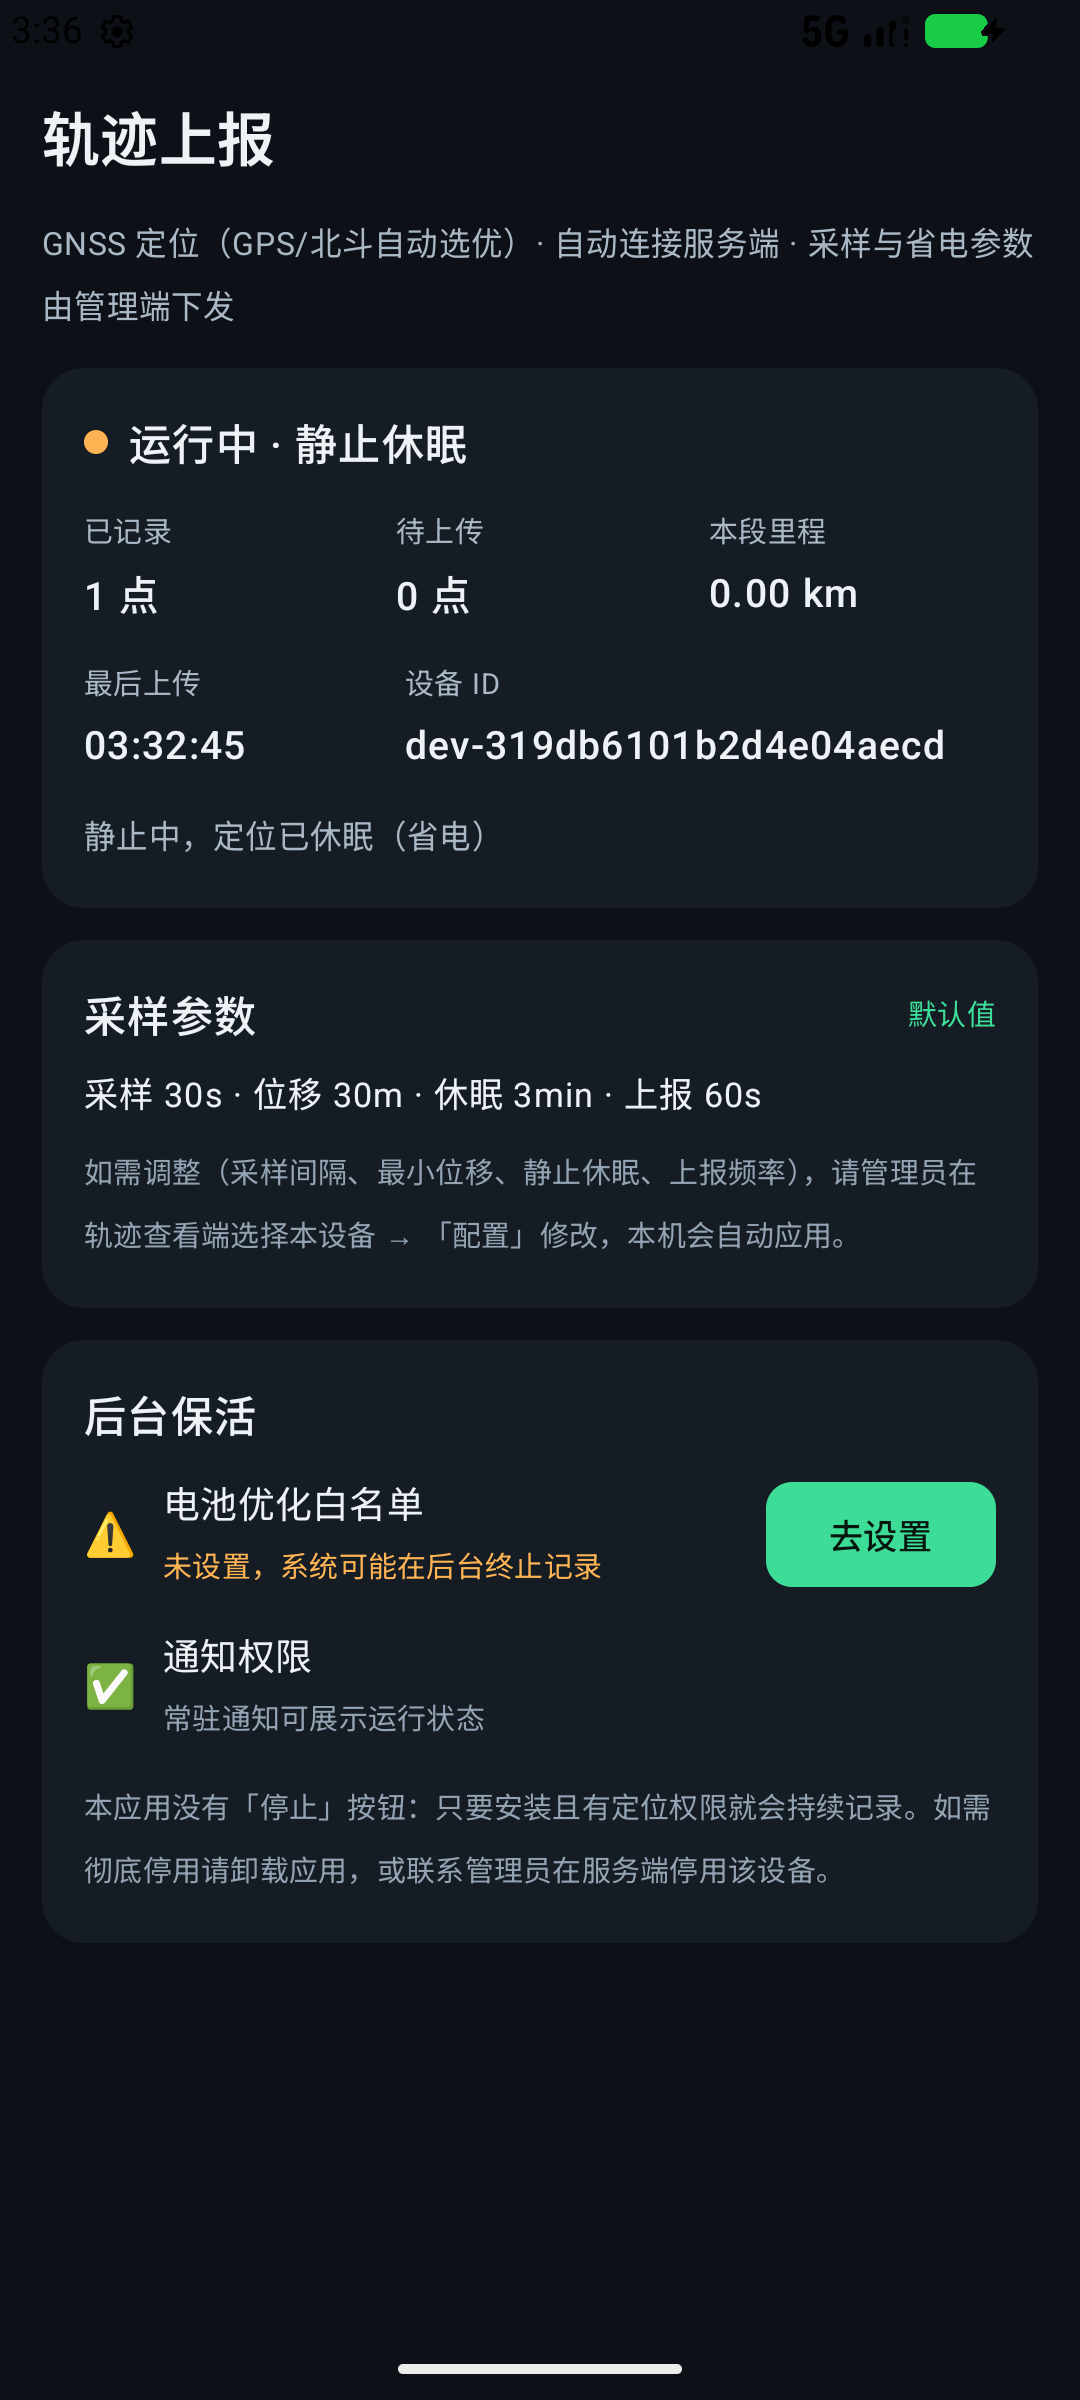 3:36
5G
轨迹上报
GNSS 定位（GPS/北斗自动选优）· 自动连接服务端 · 采样与省电参数
由管理端下发
运行中 · 静止休眠
已记录 待上传 本段里程
1 点 0 点 0.00 km
最后上传 设备 ID
03:32:45 dev-319db6101b2d4e04aecd
静止中，定位已休眠（省电）
采样参数 默认值
采样 30s · 位移 30m · 休眠 3min · 上报 60s
如需调整（采样间隔、最小位移、静止休眠、上报频率），请管理员在
轨迹查看端选择本设备 → 「配置」修改，本机会自动应用。
后台保活
电池优化白名单
未设置，系统可能在后台终止记录
去设置
通知权限
常驻通知可展示运行状态
本应用没有「停止」按钮：只要安装且有定位权限就会持续记录。如需
彻底停用请卸载应用，或联系管理员在服务端停用该设备。